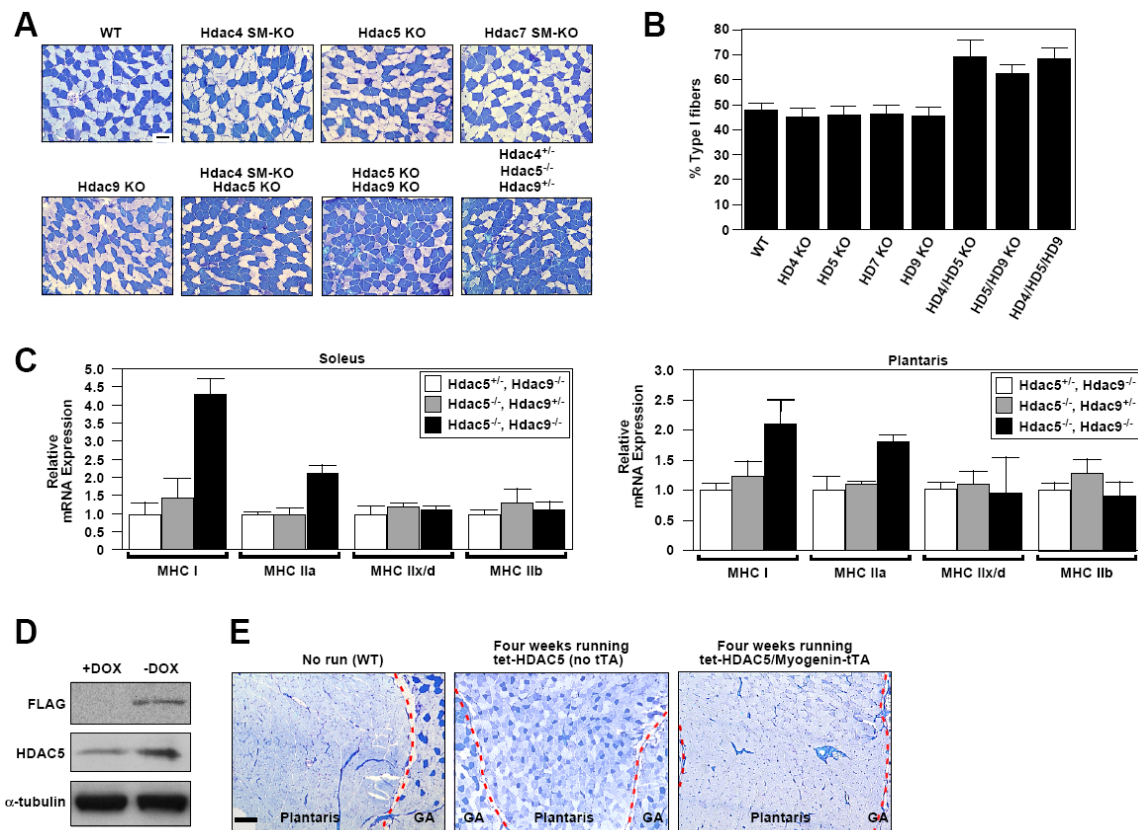 A
WT
Hdac4 SM-KO
Hdac5 KO
Hdac7 SM-KO
Hdac9 KO
Hdac4 SM-KO
Hdac5 KO
Hdac5 KO
Hdac9 KO
Hdac4+/-
Hdac5-/-
Hdac9+/-
B
% Type I fibers
80
70
60
50
40
30
20
10
0
WT
HD4 KO
HD5 KO
HD7 KO
HD9 KO
HD4/HD5 KO
HD5/HD9 KO
HD4/HD5/HD9
C
Soleus
Relative
mRNA Expression
5.0
4.5
4.0
3.5
3.0
2.5
2.0
1.5
1.0
0.5
0
Hdac5+/-, Hdac9-/-
Hdac5-/-, Hdac9+/-
Hdac5-/-, Hdac9-/-
MHC I
MHC IIa
MHC IIx/d
MHC IIb
Plantaris
Relative
mRNA Expression
3.0
2.5
2.0
1.5
1.0
0.5
0
Hdac5+/-, Hdac9-/-
Hdac5-/-, Hdac9+/-
Hdac5-/-, Hdac9-/-
MHC I
MHC IIa
MHC IIx/d
MHC IIb
D
+DOX
-DOX
FLAG
HDAC5
α-tubulin
E
No run (WT)
Plantaris
GA
Four weeks running
tet-HDAC5 (no tTA)
GA
Plantaris
GA
Four weeks running
tet-HDAC5/Myogenin-tTA
Plantaris
GA